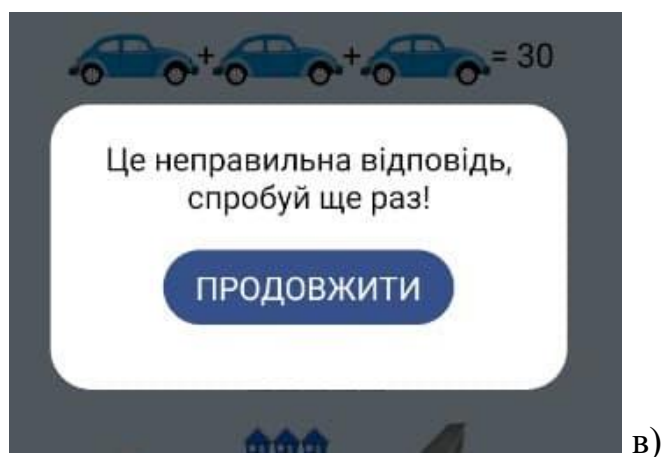 + + = 30
Це неправильна відповідь,
спробуй ще раз!
ПРОДОВЖИТИ
в)